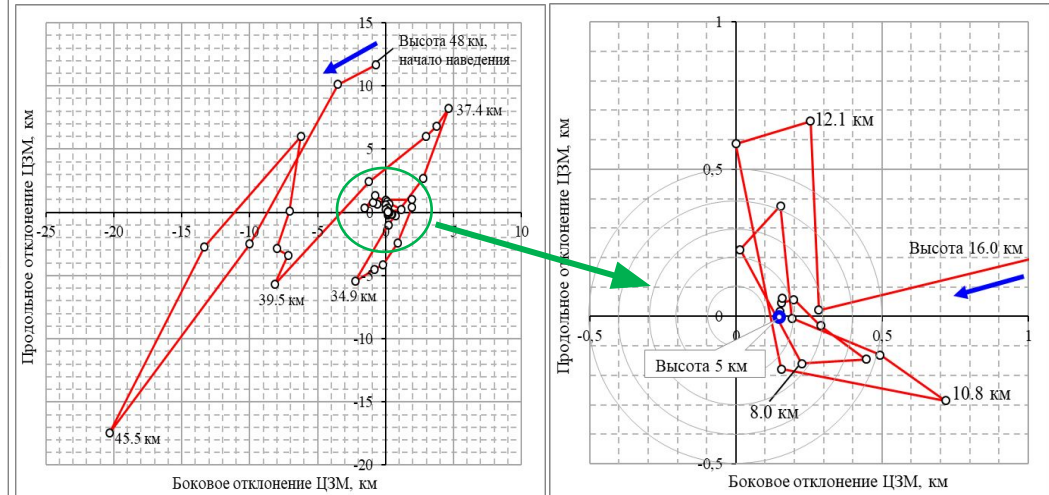 15
10
5
0
-5
-10
-15
-20
-25
-20
-15
-10
-5
0
5
10
Продольное отклонение ЦЗМ, км
Боковое отклонение ЦЗМ, км
Высота 48 км,
начало наведения
37.4 км
39.5 км
34.9 км
45.5 км
1
0,5
0
-0,5
-0,5
0
0,5
1
Продольное отклонение ЦЗМ, км
Боковое отклонение ЦЗМ, км
12.1 км
Высота 16.0 км
Высота 5 км
8.0 км
10.8 км